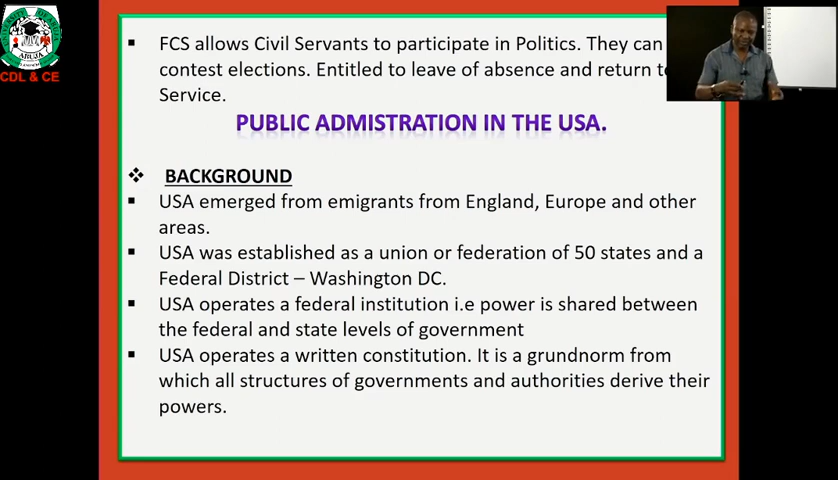 FCS allows Civil Servants to participate in Politics. They can
contest elections. Entitled to leave of absence and return
Service.
PUBLIC ADMISTRATION IN THE USA.
BACKGROUND
USA emerged from emigrants from England, Europe and other
areas.
USA was established as a union or federation of 50 states and a
Federal District – Washington DC.
USA operates a federal institution i.e power is shared between
the federal and state levels of government
USA operates a written constitution. It is a grundnorm from
which all structures of governments and authorities derive their
powers.
ABUJA
CDL & CE